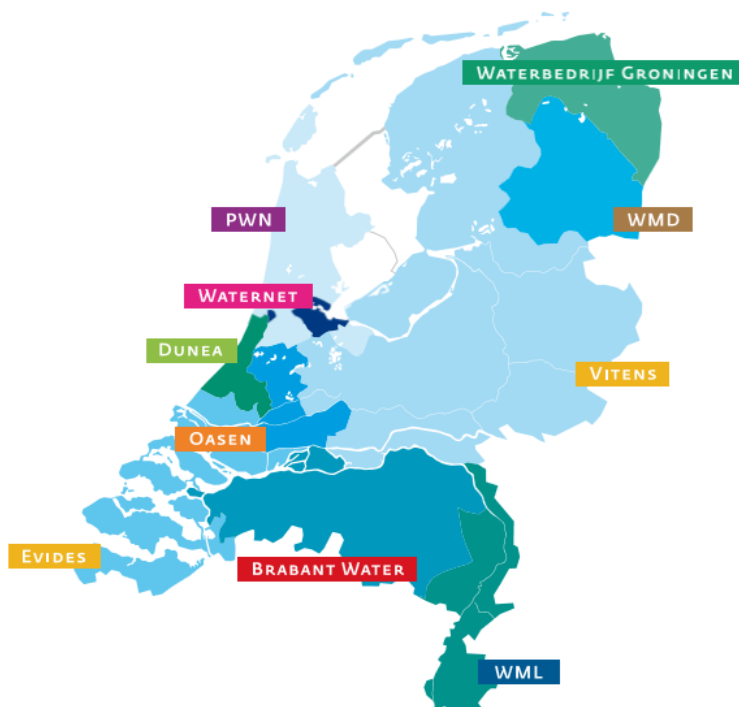 WATERBEDRIJF GRONINGEN
PWN
WMD
WATERNET
DUNEA
VITENS
OASEN
EVIDES
BRABANT WATER
WML